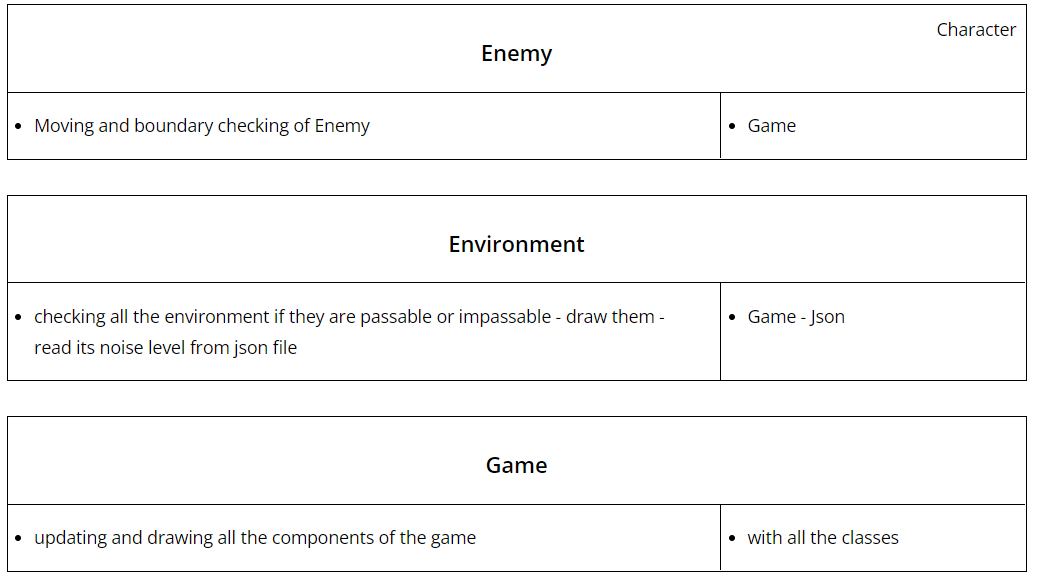 Character
Enemy
• Moving and boundary checking of Enemy
• Game
Environment
• checking all the environment if they are passable or impassable - draw them -
read its noise level from json file
• Game - Json
Game
• updating and drawing all the components of the game
• with all the classes